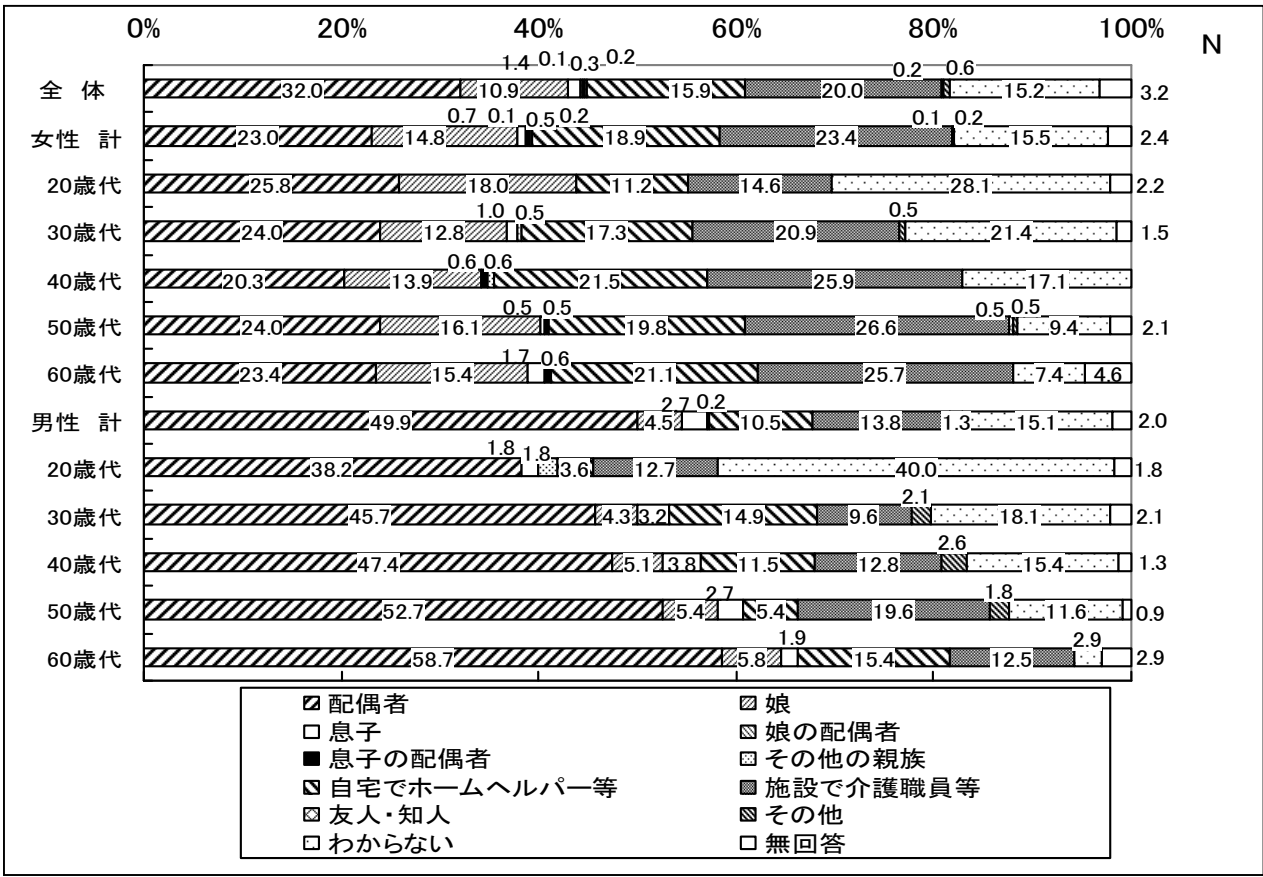 0% 20% 40% 60% 80% 100%
N
1.4 0.1 0.3 0.2 0.2 0.6
全 体 32.0 10.9 15.9 20.0 15.2 3.2
0.7 0.1 0.5 0.2 0.1 0.2
女性 計 23.0 14.8 18.9 23.4 15.5 2.4
20歳代 25.8 18.0 11.2 14.6 28.1 2.2
1.0 0.5 0.5
30歳代 24.0 12.8 17.3 20.9 21.4 1.5
0.6 0.6
40歳代 20.3 13.9 21.5 25.9 17.1
0.5 0.5 0.5 0.5
50歳代 24.0 16.1 19.8 26.6 9.4 2.1
1.7 0.6
60歳代 23.4 15.4 21.1 25.7 7.4 4.6
2.7 0.2
男性 計 49.9 4.5 10.5 13.8 1.3 15.1 2.0
1.8 1.8
20歳代 38.2 3.6 12.7 40.0 1.8
2.1
30歳代 45.7 4.3 3.2 14.9 9.6 18.1 2.1
2.6
40歳代 47.4 5.1 3.8 11.5 12.8 15.4 1.3
2.7 1.8
50歳代 52.7 5.4 5.4 19.6 11.6 0.9
1.9 2.9
60歳代 58.7 5.8 15.4 12.5 2.9
配偶者 娘
息子 娘の配偶者
息子の配偶者 その他の親族
自宅でホームヘルパー等 施設で介護職員等
友人・知人 その他
わからない 無回答